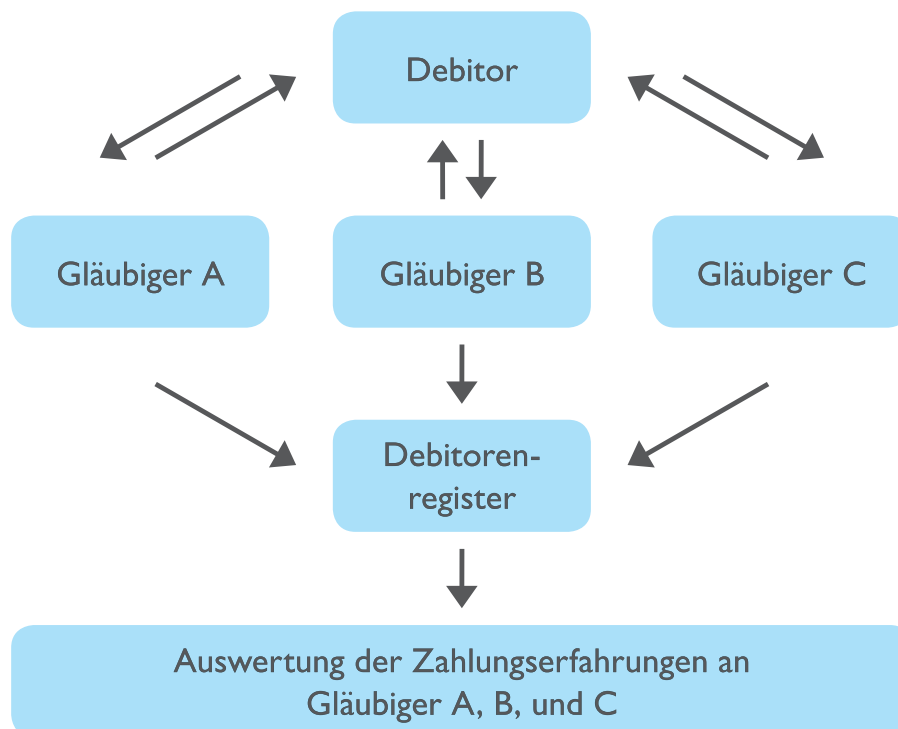 Debitor
Gläubiger A
Gläubiger B
Gläubiger C
Debitoren-
register
Auswertung der Zahlungserfahrungen an
Gläubiger A, B, und C